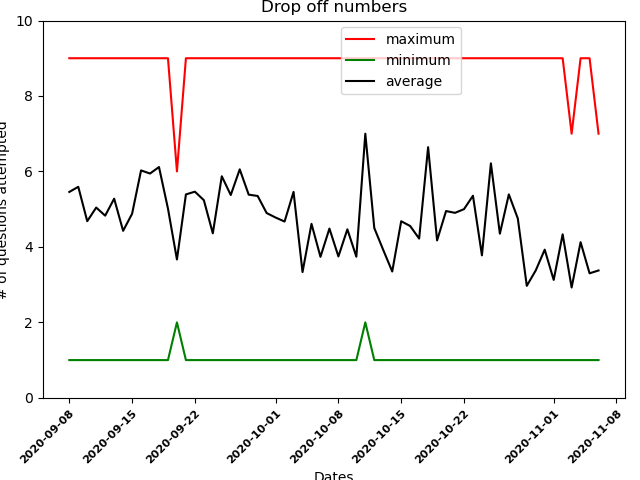 Drop off numbers
maximum
minimum
average
# of questions attempted
10
8
6
4
2
0
2020-09-08
2020-09-15
2020-09-22
2020-10-01
2020-10-08
2020-10-15
2020-10-22
2020-11-01
2020-11-08
Dates